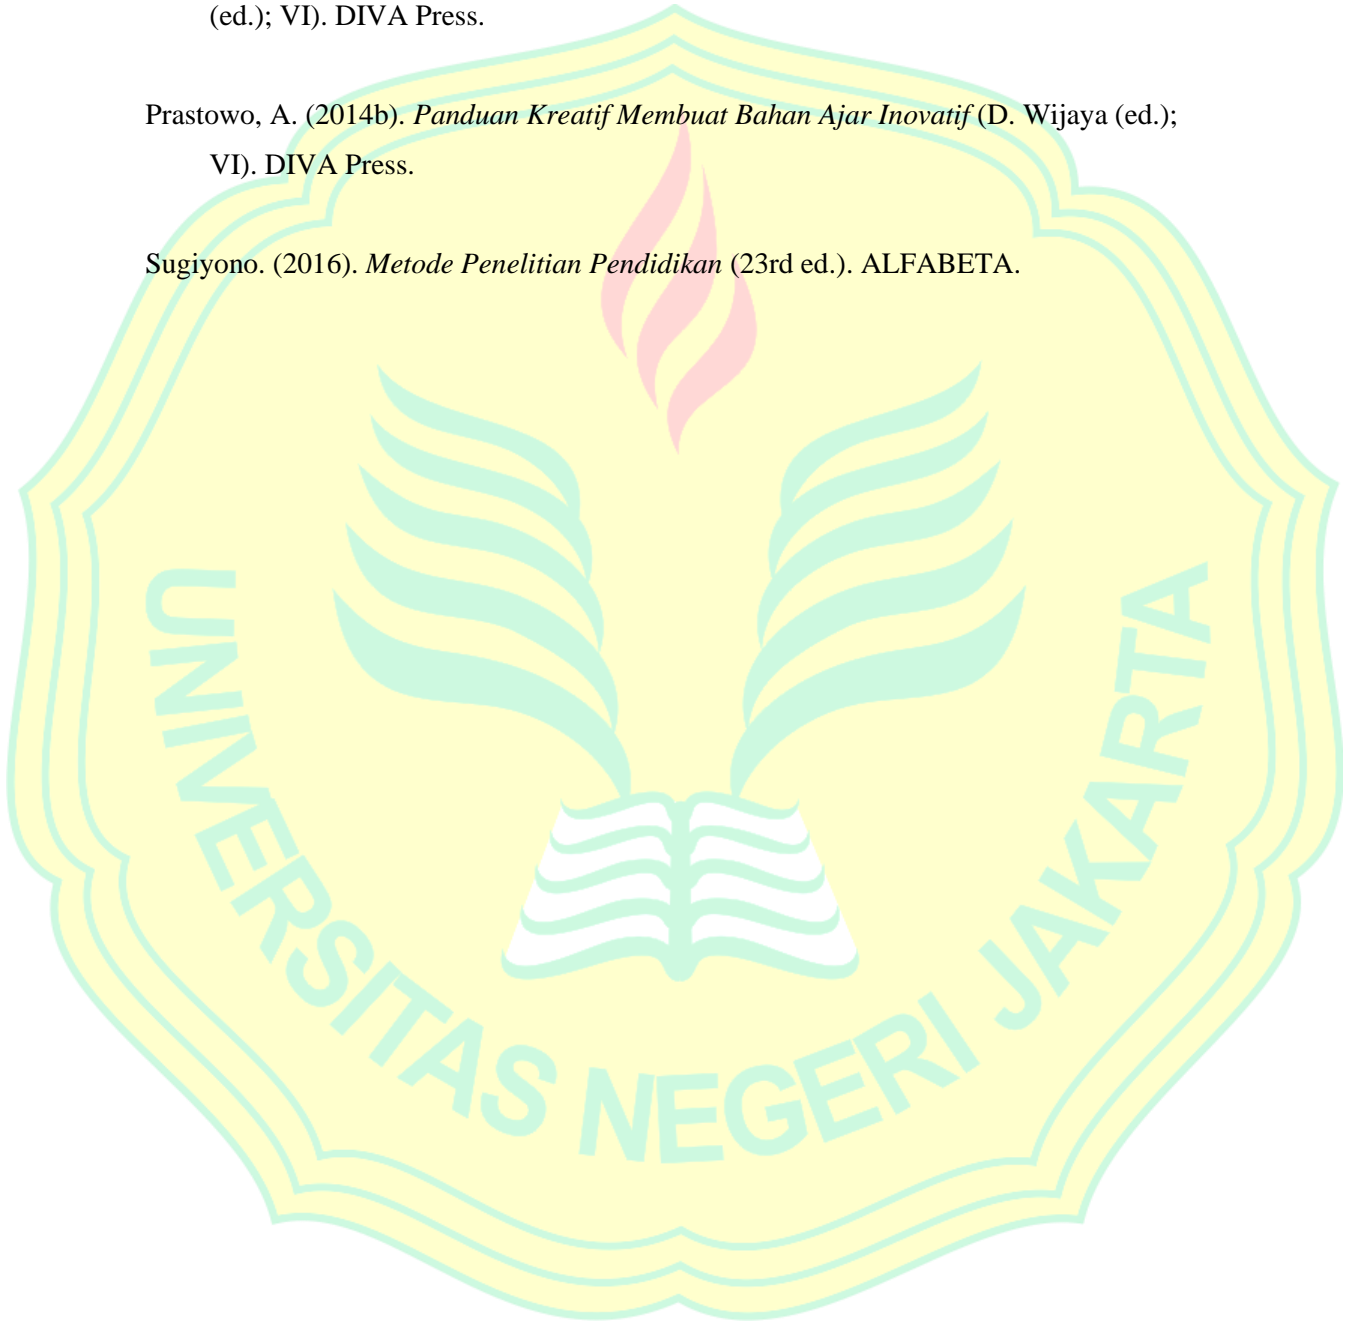 (ed.); VI). DIVA Press.
Prastowo, A. (2014b). Panduan Kreatif Membuat Bahan Ajar Inovatif (D. Wijaya (ed.);
VI). DIVA Press.
Sugiyono. (2016). Metode Penelitian Pendidikan (23rd ed.). ALFABETA.
UNIVERSITAS NEGERI JAKARTA